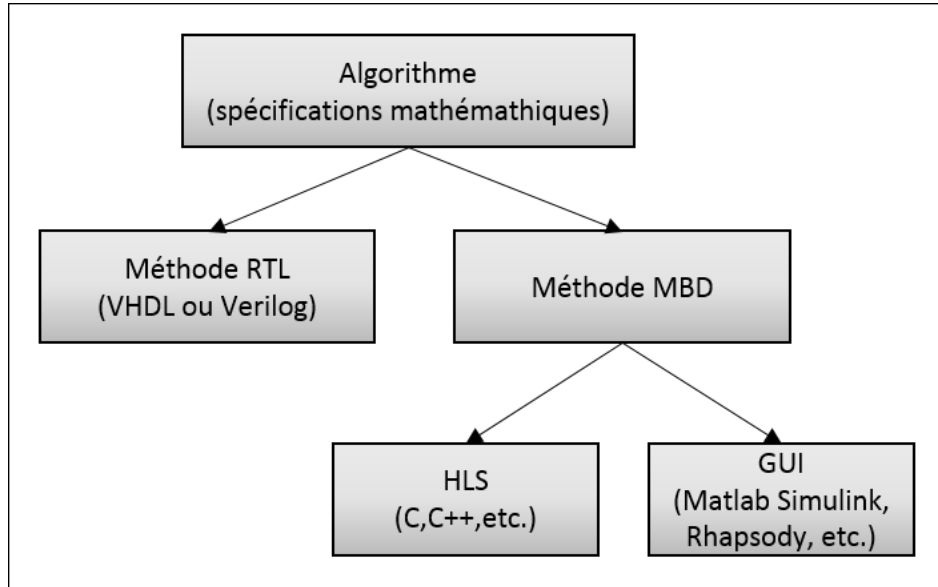 Algorithme
(spécifications mathémathiques)
Méthode RTL
(VHDL ou Verilog)
Méthode MBD
HLS
(C,C++,etc.)
GUI
(Matlab Simulink,
Rhapsody, etc.)